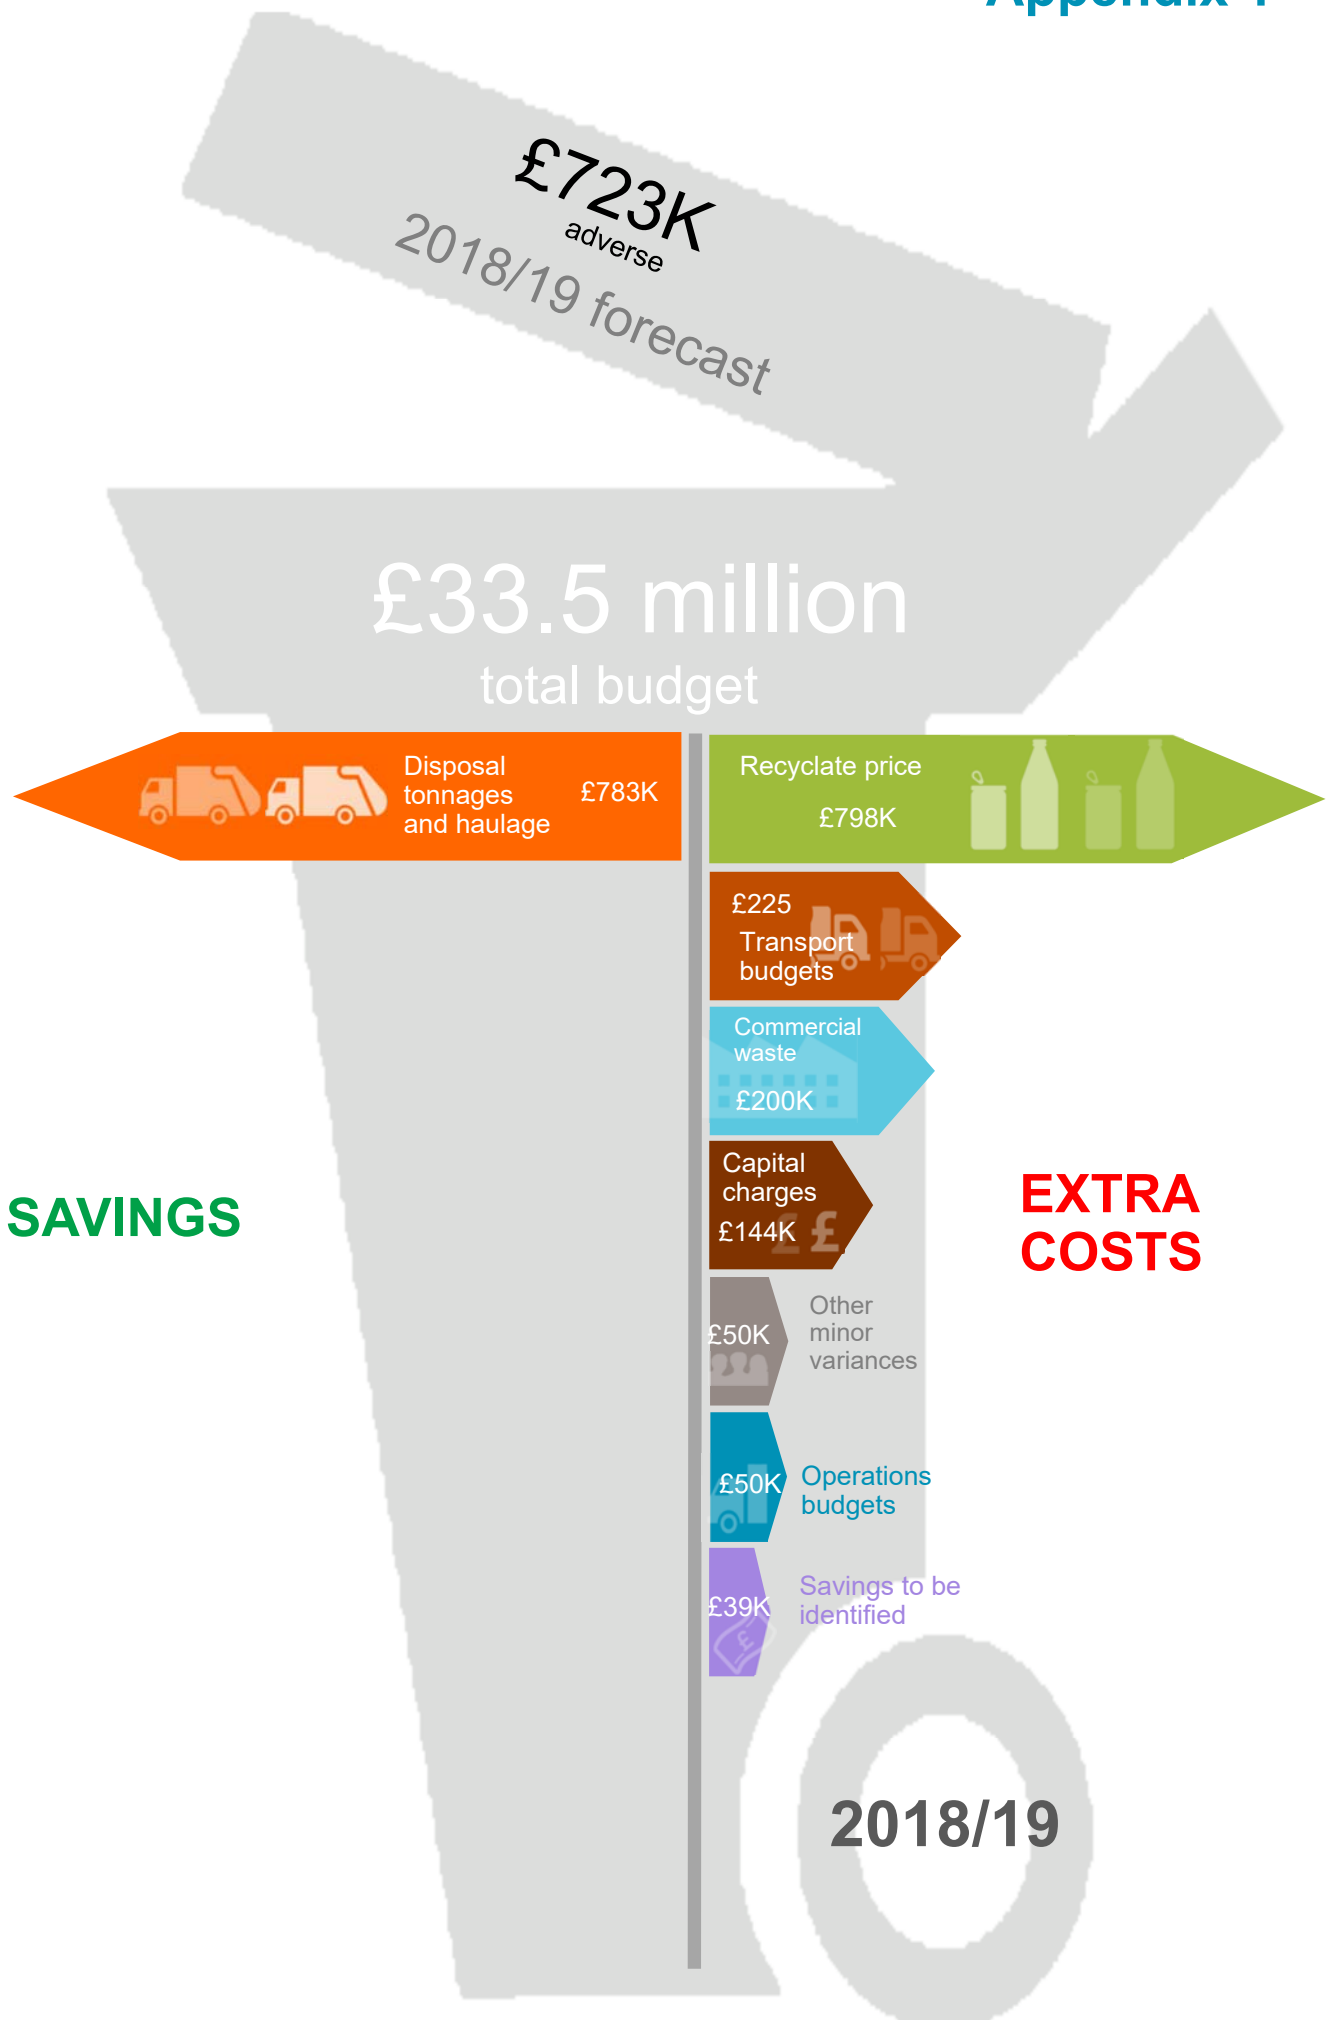 £723K
adverse
2018/19 forecast
£33.5 million
total budget
Disposal
tonnages
and haulage
£783K
Recyclate price
£798K
£225
Transport
budgets
Commercial
waste
£200K
Capital
charges
£144K
SAVINGS
EXTRA
COSTS
£50K
Other
minor
variances
£50K
Operations
budgets
£39K
Savings to be
identified
2018/19